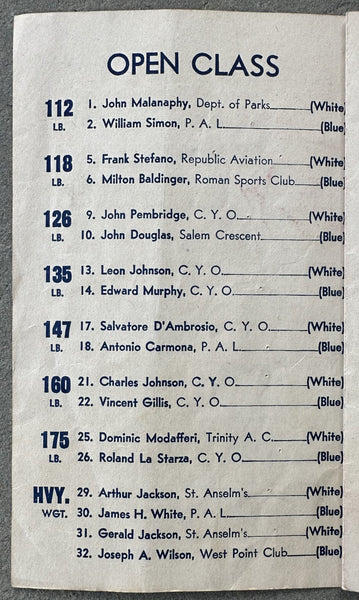 OPEN CLASS
112 LB. 1. John Malanaphy, Dept. of Parks (White)
2. William Simon, P. A. L. (Blue)
118 LB. 5. Frank Stefano, Republic Aviation (White)
6. Milton Baldinger, Roman Sports Club (Blue)
126 LB. 9. John Pembridge, C. Y. O. (White)
10. John Douglas, Salem Crescent (Blue)
135 LB. 13. Leon Johnson, C. Y. O. (White)
14. Edward Murphy, C. Y. O. (Blue)
147 LB. 17. Salvatore D'Ambrosio, C. Y. O. (White)
18. Antonio Carmona, P. A. L. (Blue)
160 LB. 21. Charles Johnson, C. Y. O. (White)
22. Vincent Gillis, C. Y. O. (Blue)
175 LB. 25. Dominic Modafferi, Trinity A. C. (White)
26. Roland La Starza, C. Y. O. (Blue)
HVY. WGT. 29. Arthur Jackson, St. Anselm's (White)
30. James H. White, P. A. L. (Blue)
31. Gerald Jackson, St. Anselm's (White)
32. Joseph A. Wilson, West Point Club (Blue)